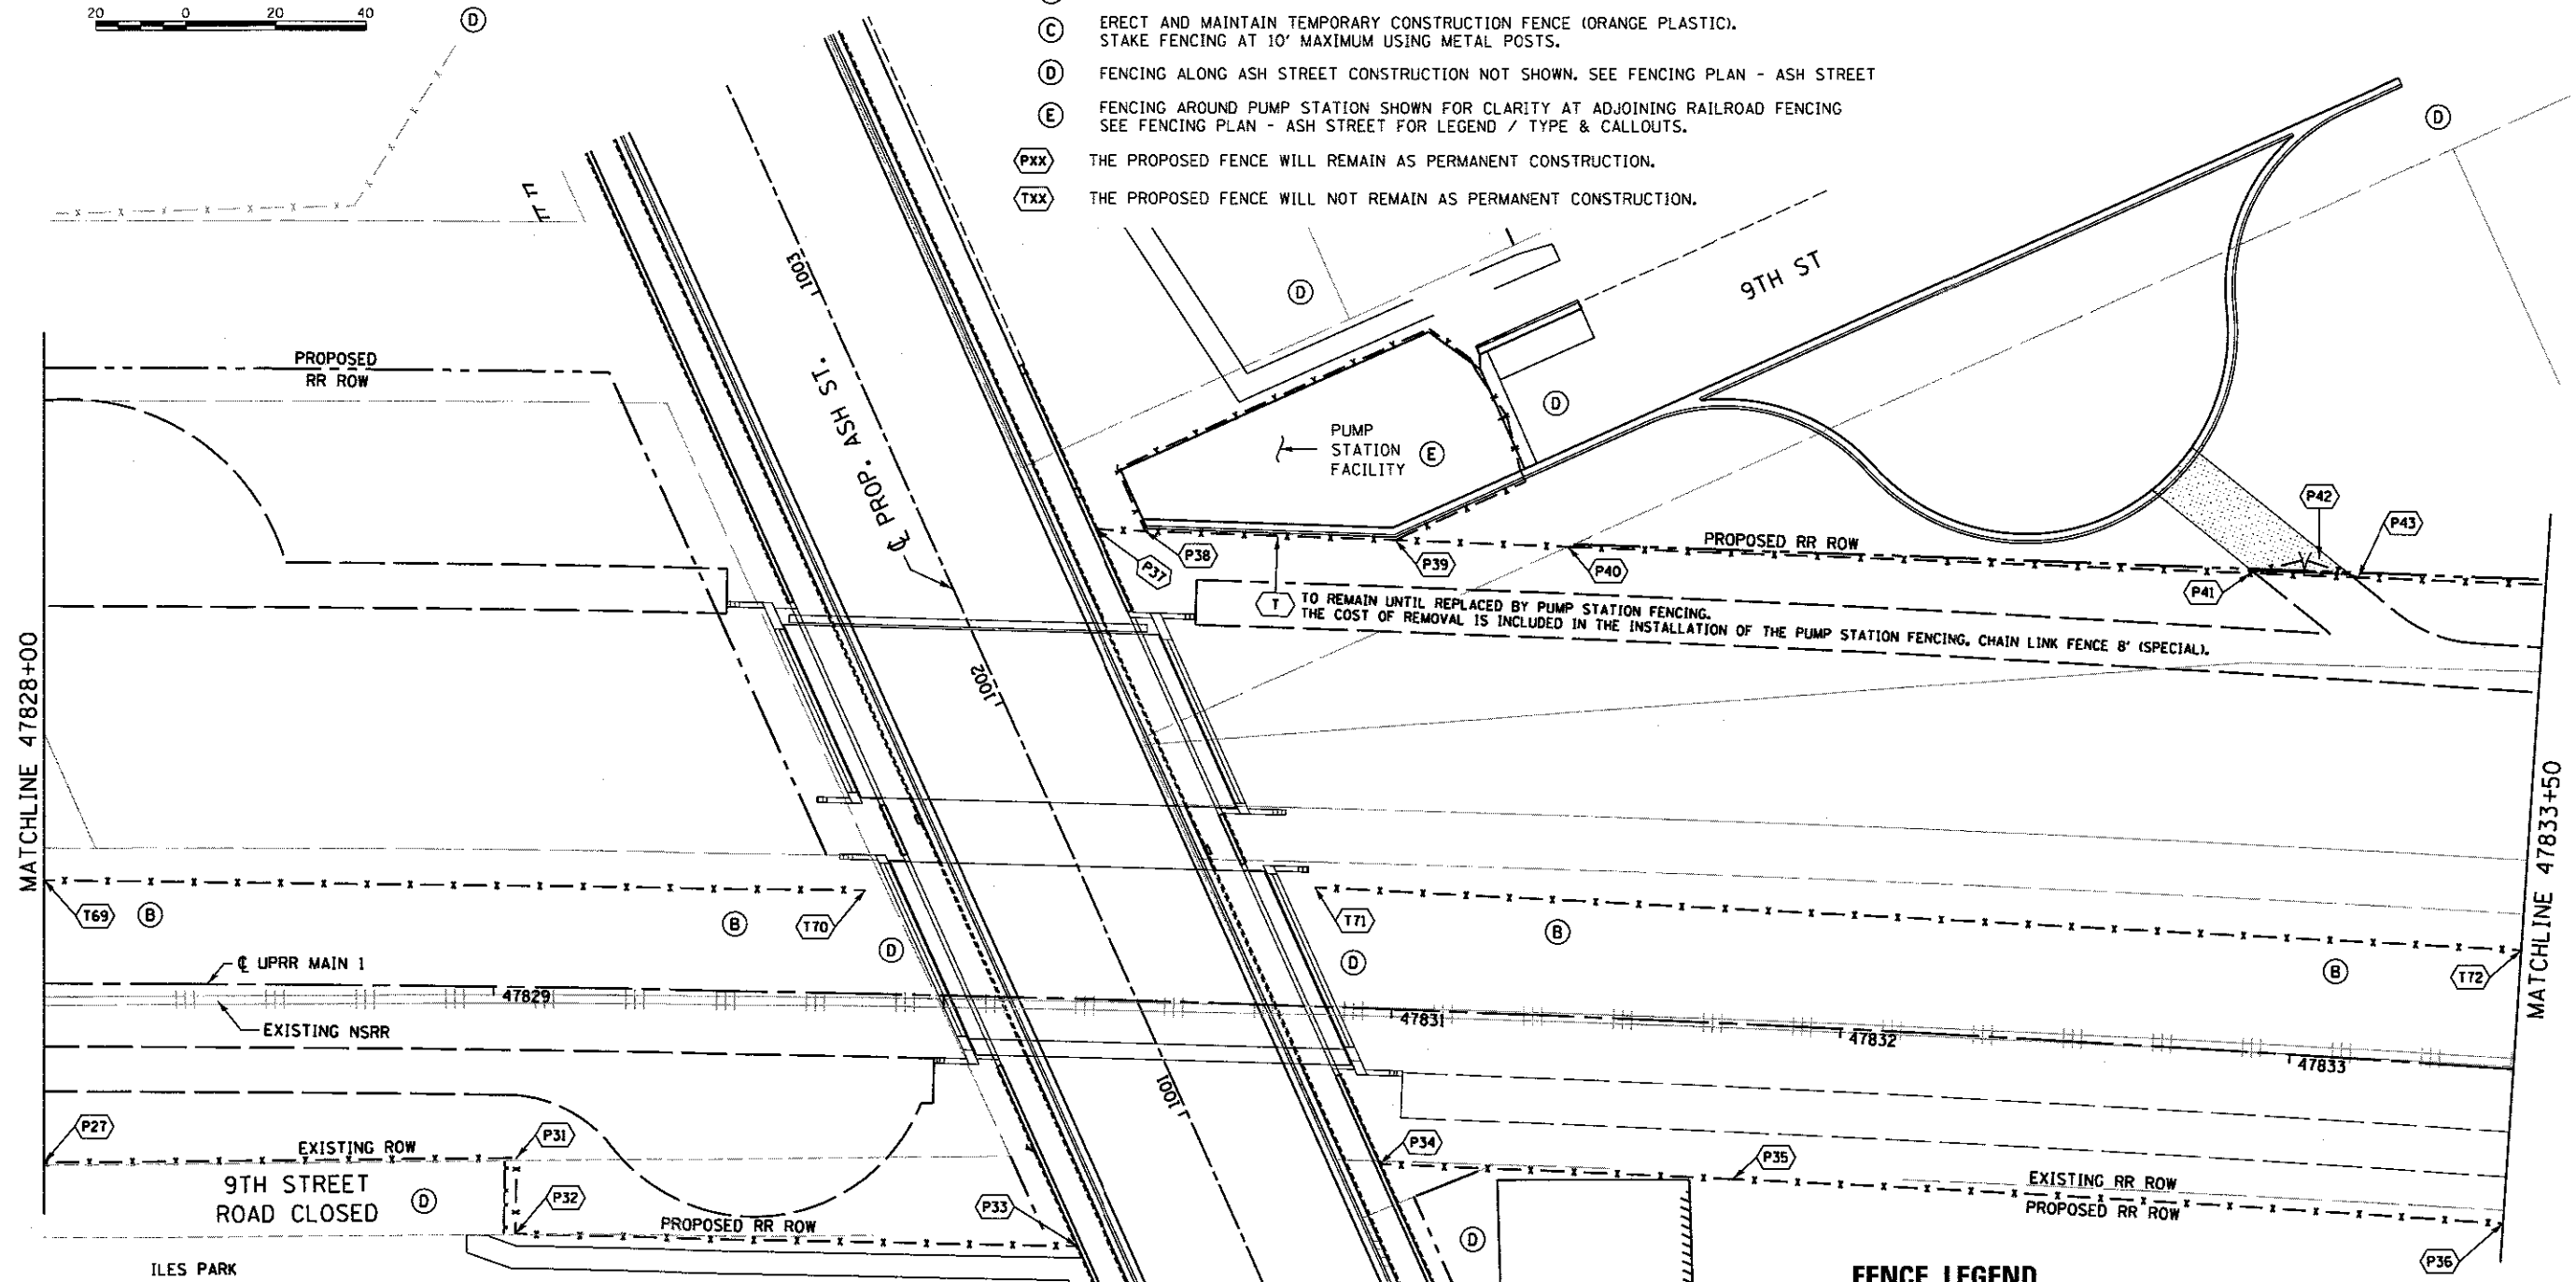 20 0 20 40
D
C ERECT AND MAINTAIN TEMPORARY CONSTRUCTION FENCE (ORANGE PLASTIC).
STAKE FENCING AT 10' MAXIMUM USING METAL POSTS.
D FENCING ALONG ASH STREET CONSTRUCTION NOT SHOWN. SEE FENCING PLAN - ASH STREET
E FENCING AROUND PUMP STATION SHOWN FOR CLARITY AT ADJOINING RAILROAD FENCING
SEE FENCING PLAN - ASH STREET FOR LEGEND / TYPE & CALLOUTS.
PXX THE PROPOSED FENCE WILL REMAIN AS PERMANENT CONSTRUCTION.
TXX THE PROPOSED FENCE WILL NOT REMAIN AS PERMANENT CONSTRUCTION.
D
1003
D
9TH ST
PROPOSED
RR ROW
℄ PROP. ASH ST.
D
PUMP
STATION
FACILITY
E
P42
P43
P37
P38
P39
P40
PROPOSED RR ROW
P41
T
TO REMAIN UNTIL REPLACED BY PUMP STATION FENCING.
THE COST OF REMOVAL IS INCLUDED IN THE INSTALLATION OF THE PUMP STATION FENCING, CHAIN LINK FENCE 8' (SPECIAL).
MATCHLINE 47828+00
1002
MATCHLINE 47833+50
T69
B
B
T70
D
T71
D
B
B
T72
℄ UPRR MAIN 1
47829
EXISTING NSRR
47831
47832
47833
1001
P27
EXISTING ROW
P31
9TH STREET
ROAD CLOSED
D
P32
PROPOSED RR ROW
P33
P34
P35
EXISTING RR ROW
PROPOSED RR ROW
D
P36
ILES PARK
FENCE LEGEND